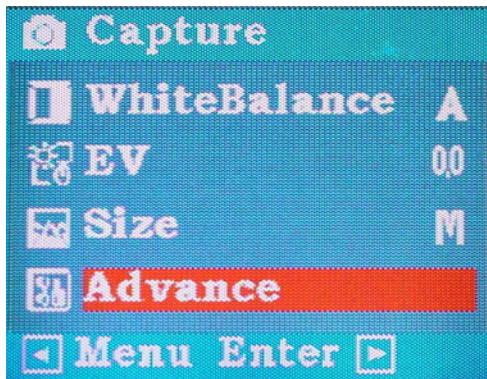 Capture
WhiteBalance A
EV 0.0
Size M
Advance
Menu Enter